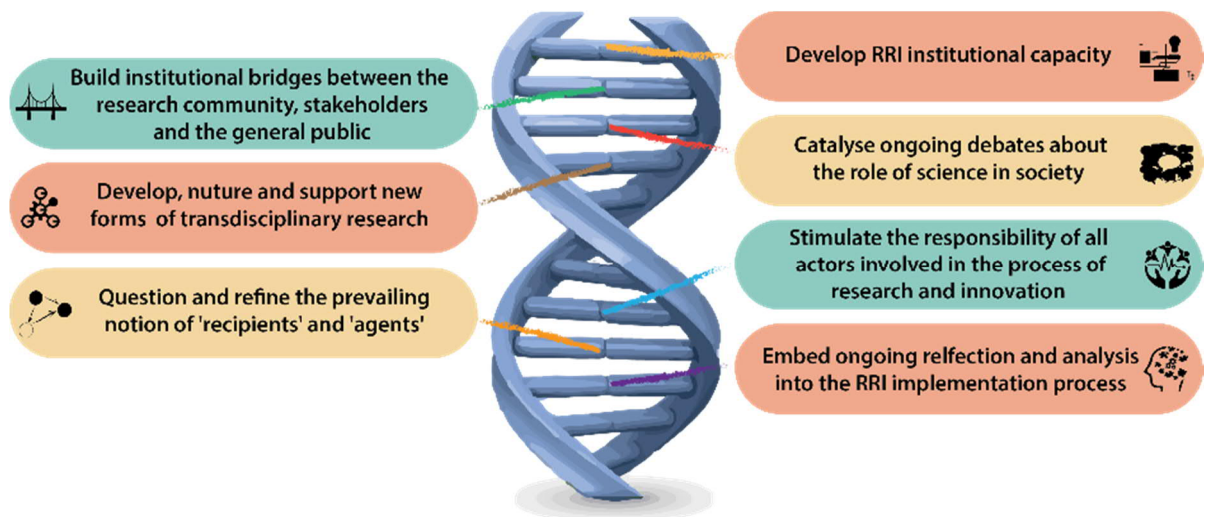 Build institutional bridges between the
research community, stakeholders
and the general public
Develop, nuture and support new
forms of transdisciplinary research
Question and refine the prevailing
notion of 'recipients' and 'agents'
Develop RRI institutional capacity
Catalyse ongoing debates about
the role of science in society
Stimulate the responsibility of all
actors involved in the process of
research and innovation
Embed ongoing relfection and analysis
into the RRI implementation process